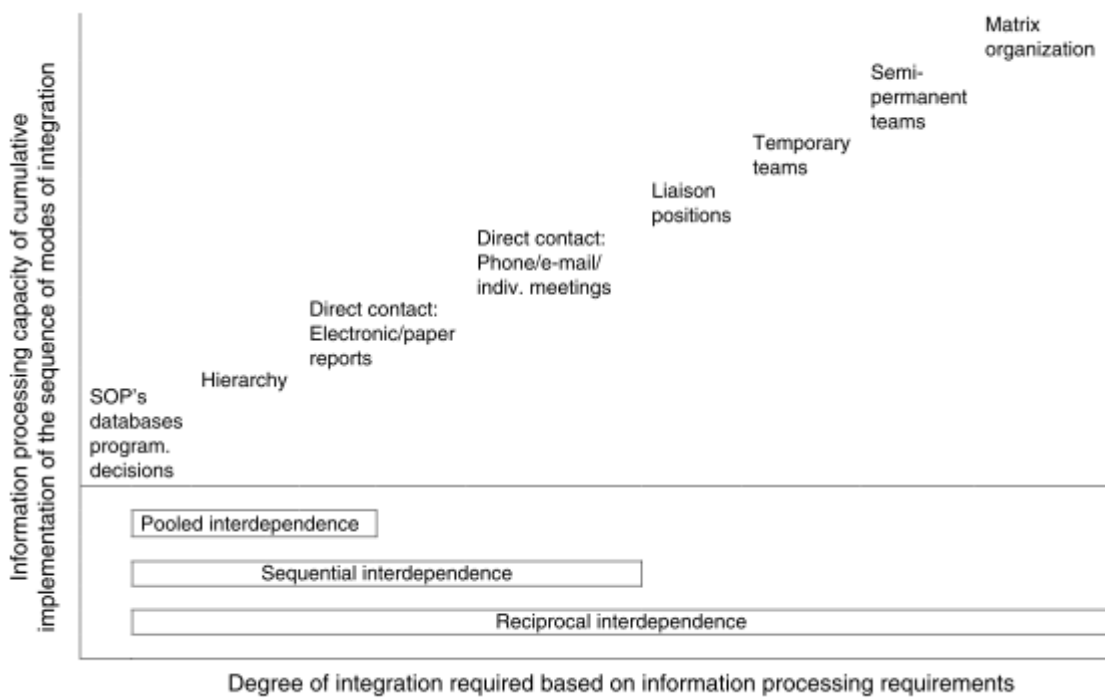 Matrix
organization
Semi-
permanent
teams
Temporary
teams
Liaison
positions
Direct contact:
Phone/e-mail/
indiv. meetings
Direct contact:
Electronic/paper
reports
Hierarchy
SOP's
databases
program.
decisions
Information processing capacity of cumulative
implementation of the sequence of modes of integration
Pooled interdependence
Sequential interdependence
Reciprocal interdependence
Degree of integration required based on information processing requirements